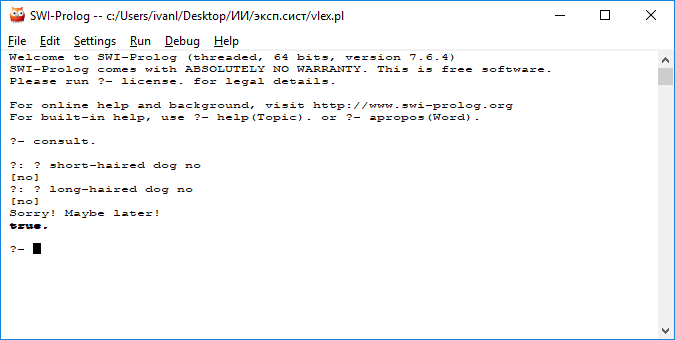 SWI-Prolog -- c:/Users/ivanl/Desktop/ИИ/эксп.сист/vlex.pl
File Edit Settings Run Debug Help
Welcome to SWI-Prolog (threaded, 64 bits, version 7.6.4)
SWI-Prolog comes with ABSOLUTELY NO WARRANTY. This is free software.
Please run ?- license. for legal details.
For online help and background, visit http://www.swi-prolog.org
For built-in help, use ?- help(Topic). or ?- apropos(Word).
?- consult.
?: ? short-haired dog no
[no]
?: ? long-haired dog no
[no]
Sorry! Maybe later!
true.
?-